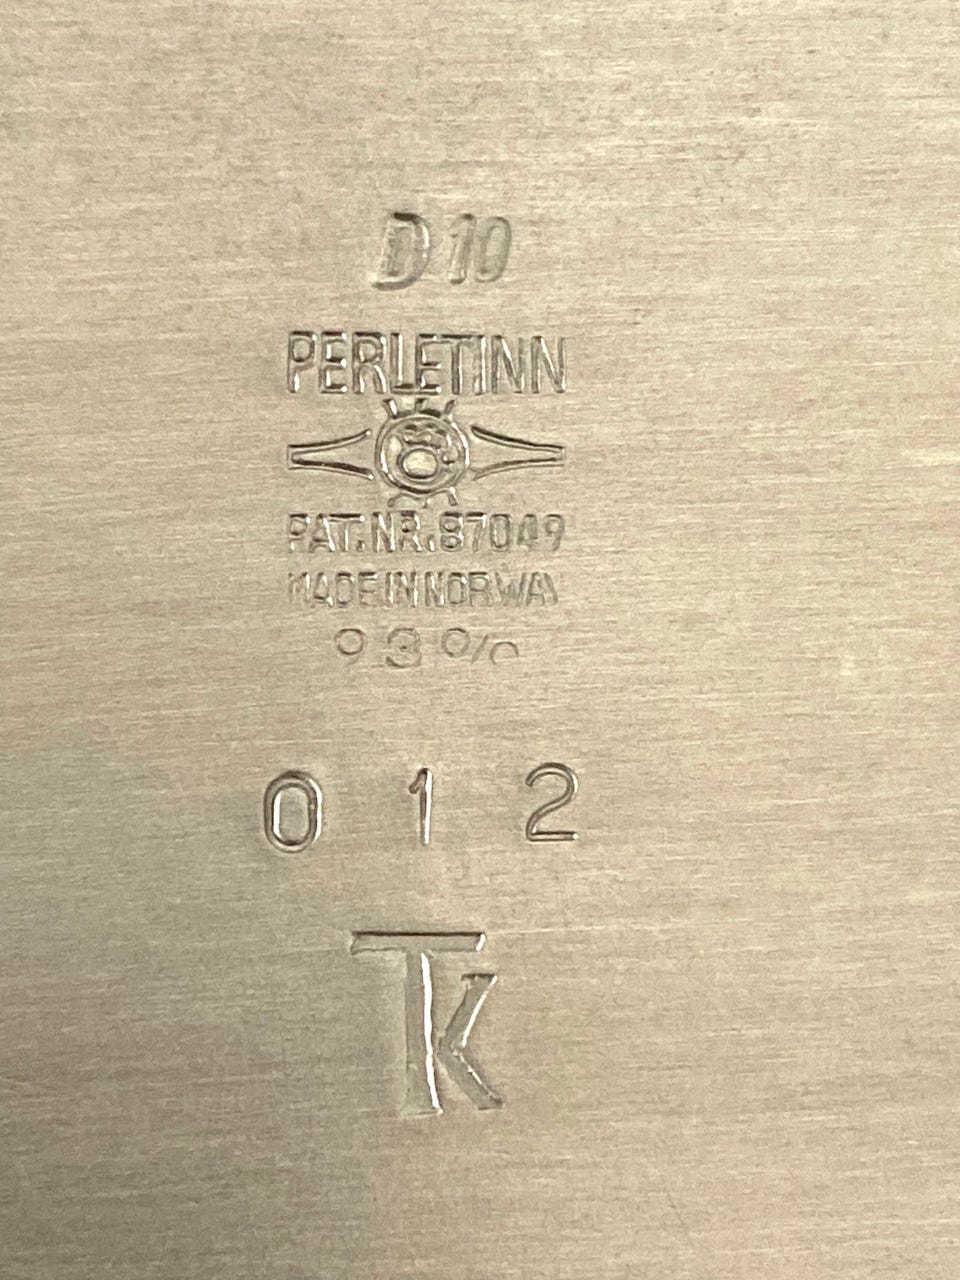 D 10
PERLETINN
PAT.NR.87049
MADE IN NORWAY
93%
0 1 2
TK